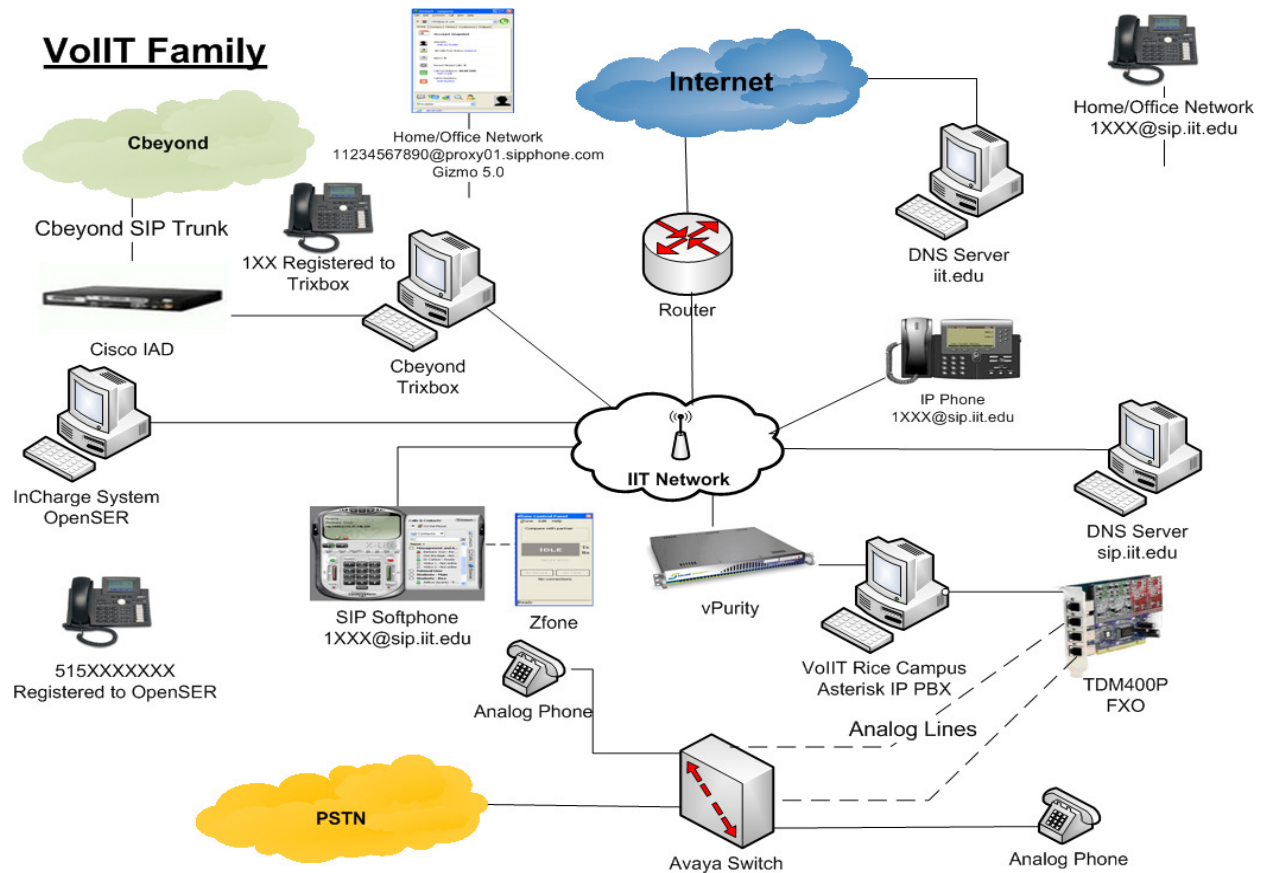 VoIIT Family
Internet
Home/Office Network
1XXX@sip.iit.edu
Cbeyond
Home/Office Network
11234567890@proxy01.sipphone.com
Gizmo 5.0
Cbeyond SIP Trunk
1XX Registered to
Trixbox
DNS Server
iit.edu
Router
Cisco IAD
Cbeyond
Trixbox
IP Phone
1XXX@sip.iit.edu
IIT Network
InCharge System
OpenSER
DNS Server
sip.iit.edu
Compare with partner
IDLE
SIP Softphone
1XXX@sip.iit.edu
Zfone
vPurity
515XXXXXXX
Registered to OpenSER
VoIIT Rice Campus
Asterisk IP PBX
TDM400P
FXO
Analog Phone
Analog Lines
PSTN
Avaya Switch
Analog Phone